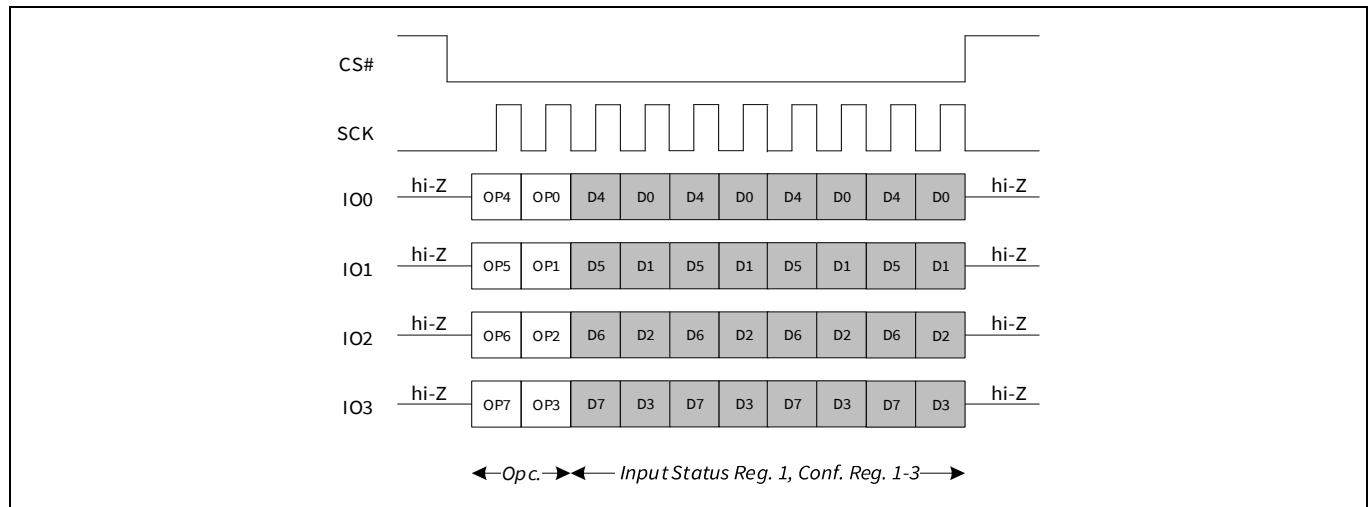 CS#
SCK
IO0 hi-Z OP4 OP0 D4 D0 D4 D0 D4 D0 D4 D0 hi-Z
IO1 hi-Z OP5 OP1 D5 D1 D5 D1 D5 D1 D5 D1 hi-Z
IO2 hi-Z OP6 OP2 D6 D2 D6 D2 D6 D2 D6 D2 hi-Z
IO3 hi-Z OP7 OP3 D7 D3 D7 D3 D7 D3 D7 D3 hi-Z
Opc. Input Status Reg. 1, Conf. Reg. 1-3